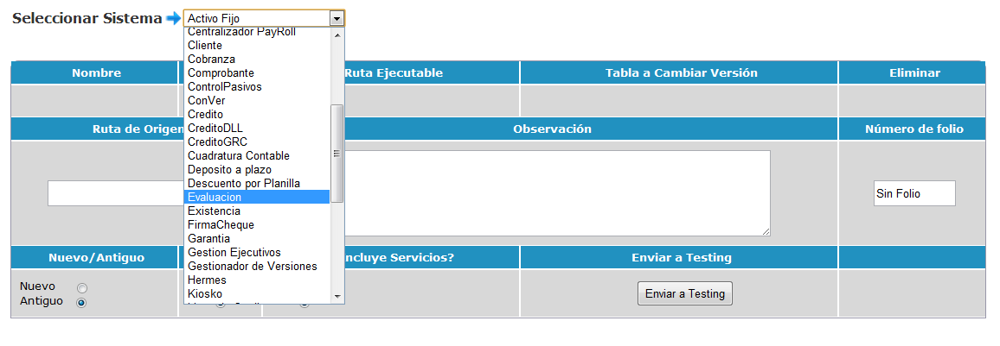 Seleccionar Sistema
Activo Fijo
Centralizador PayRoll
Cliente
Cobranza
Comprobante
ControlPasivos
ConVer
Credito
CreditoDLL
CreditoGRC
Cuadratura Contable
Deposito a plazo
Descuento por Planilla
Evaluacion
Existencia
FirmaCheque
Garantia
Gestion Ejecutivos
Gestionador de Versiones
Hermes
Kiosko
Nombre
Ruta Ejecutable
Tabla a Cambiar Versión
Eliminar
Ruta de Origen
Observación
Número de folio
Sin Folio
Nuevo/Antiguo
ncluye Servicios?
Enviar a Testing
Nuevo
Antiguo
Enviar a Testing